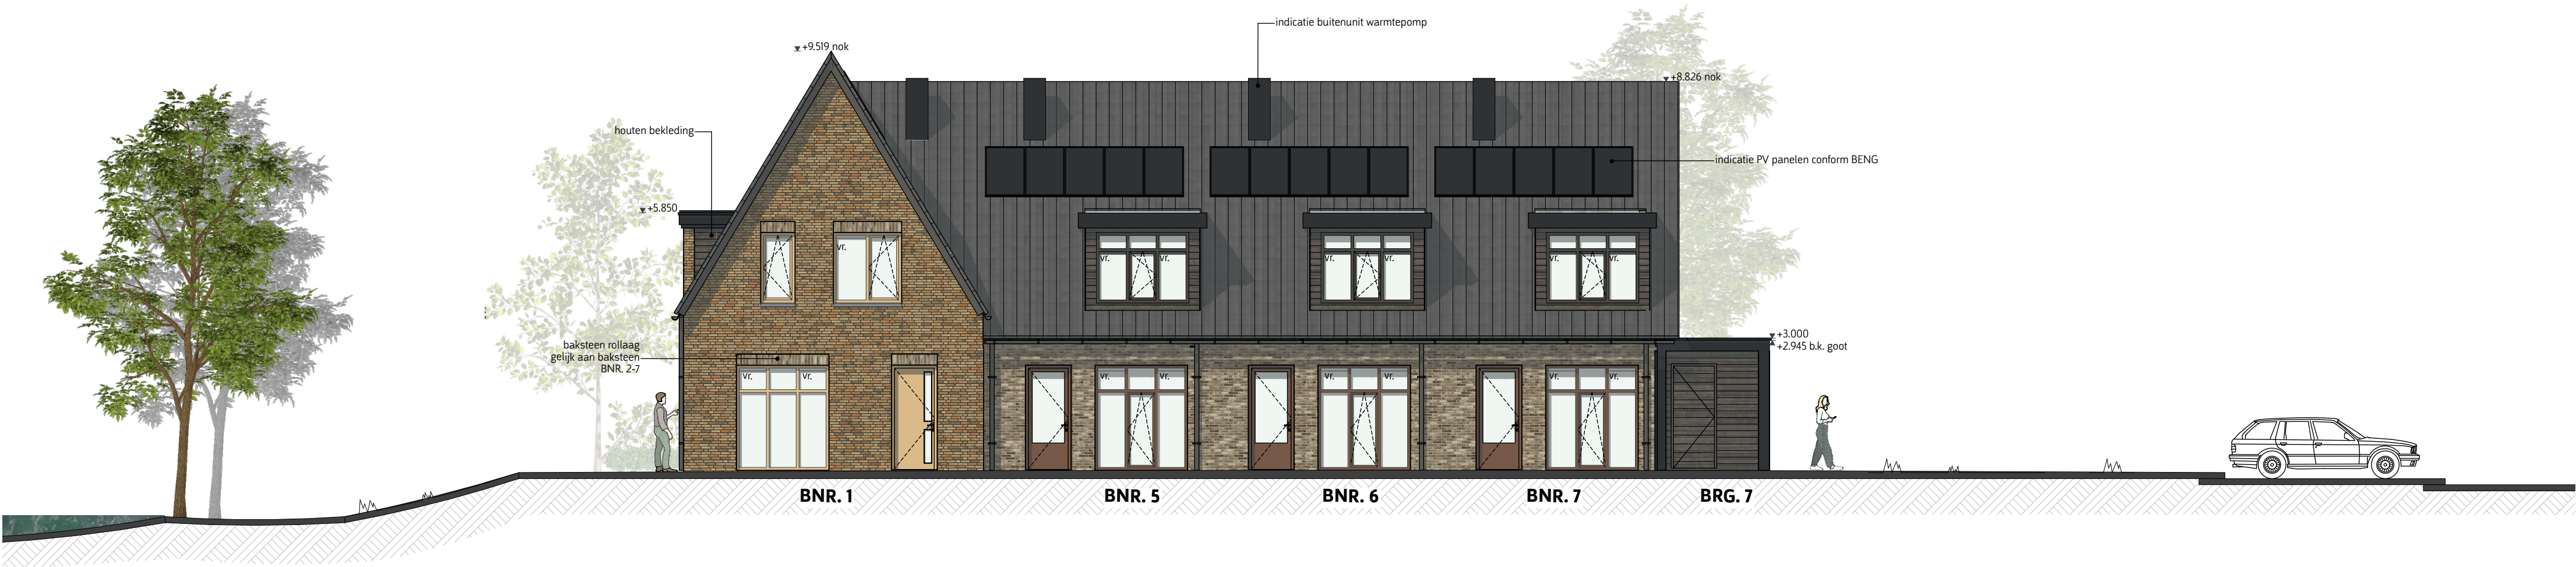 indicatie buitenunit warmtepomp
+9.519 nok
+8.826 nok
houten bekleding
indicatie PV panelen conform BENG
+5.850
vr.
vr. vr. vr. vr. vr. vr.
+3.000
+2.945 b.k. goot
baksteen rollaag
gelijk aan baksteen
BNR. 2-7
vr. vr. vr. vr. vr. vr. vr. vr.
BNR. 1 BNR. 5 BNR. 6 BNR. 7 BRG. 7